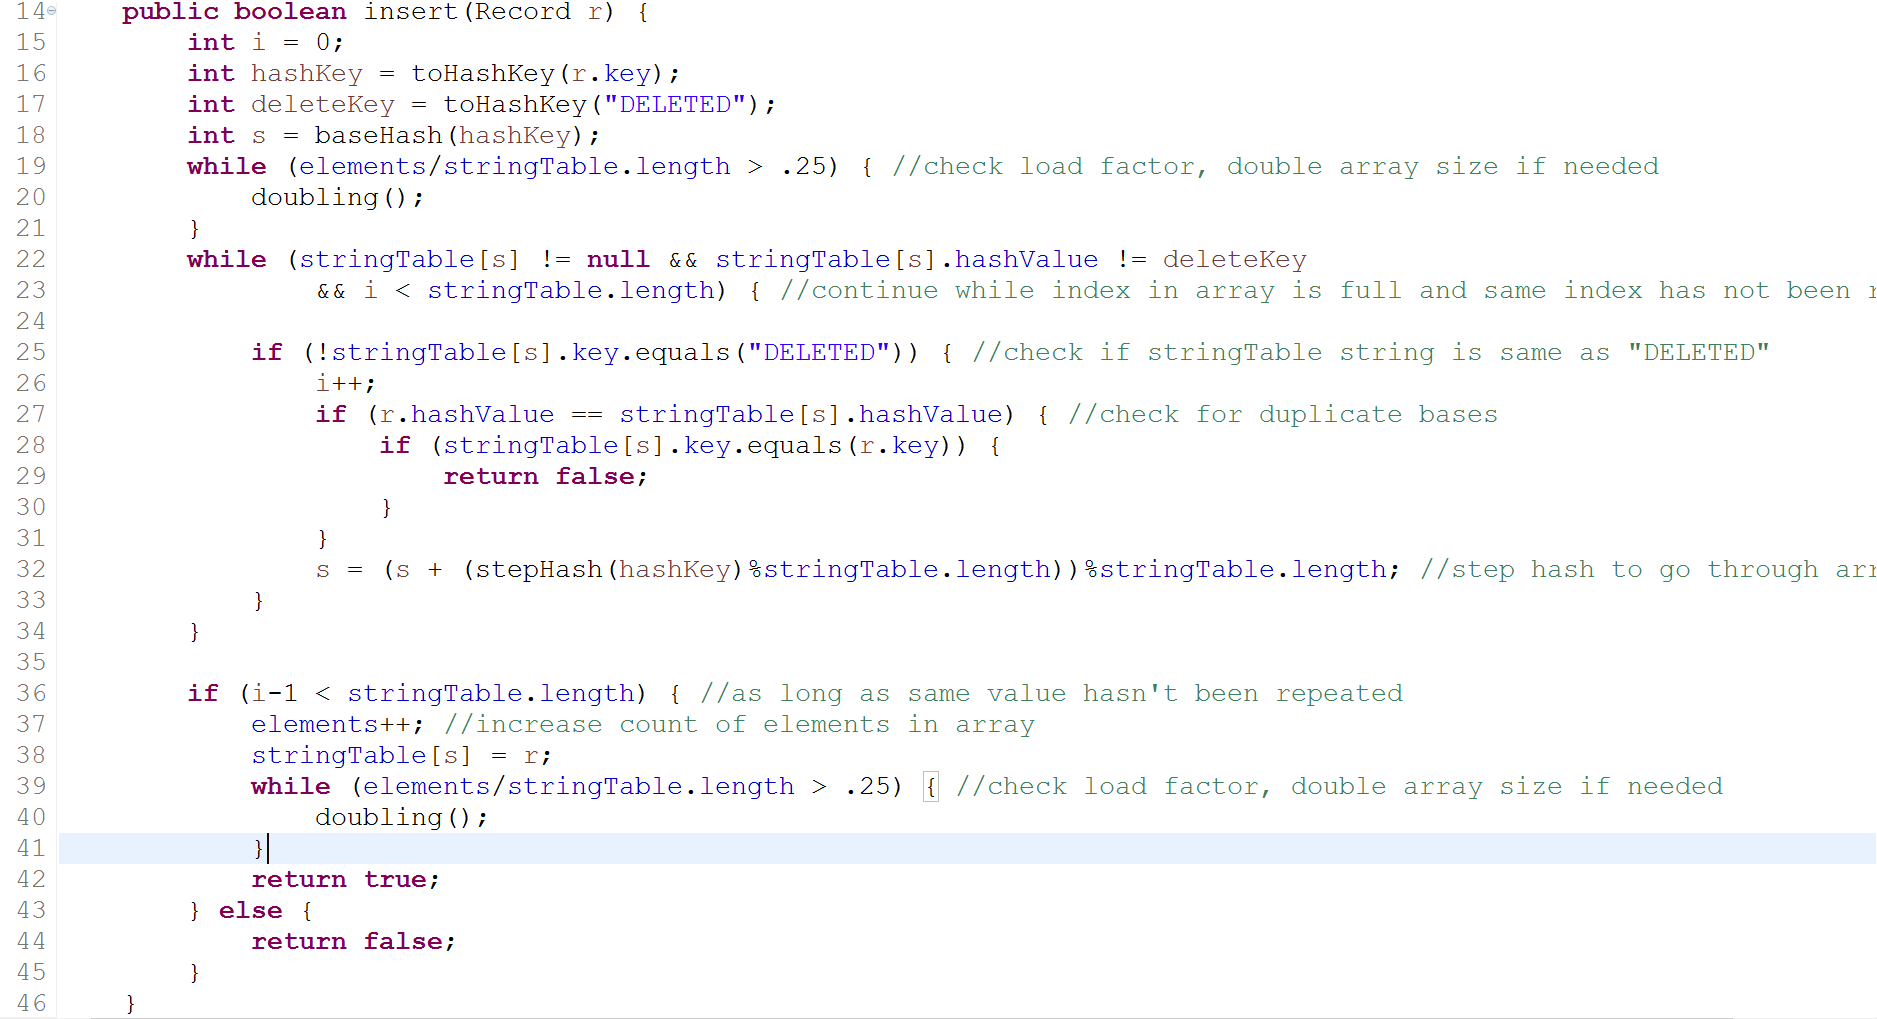 14 public boolean insert(Record r) {
15 int i = 0;
16 int hashKey = toHashKey(r.key);
17 int deleteKey = toHashKey("DELETED");
18 int s = baseHash(hashKey);
19 while (elements/stringTable.length > .25) { //check load factor, double array size if needed
20 doubling();
21 }
22 while (stringTable[s] != null && stringTable[s].hashValue != deleteKey
23 && i < stringTable.length) { //continue while index in array is full and same index has not been
24
25 if (!stringTable[s].key.equals("DELETED")) { //check if stringTable string is same as "DELETED"
26 i++;
27 if (r.hashValue == stringTable[s].hashValue) { //check for duplicate bases
28 if (stringTable[s].key.equals(r.key)) {
29 return false;
30 }
31 }
32 s = (s + (stepHash(hashKey)%stringTable.length))%stringTable.length; //step hash to go through
33 }
34 }
35
36 if (i-1 < stringTable.length) { //as long as same value hasn't been repeated
37 elements++; //increase count of elements in array
38 stringTable[s] = r;
39 while (elements/stringTable.length > .25) { //check load factor, double array size if needed
40 doubling();
41 }
42 return true;
43 } else {
44 return false;
45 }
46 }